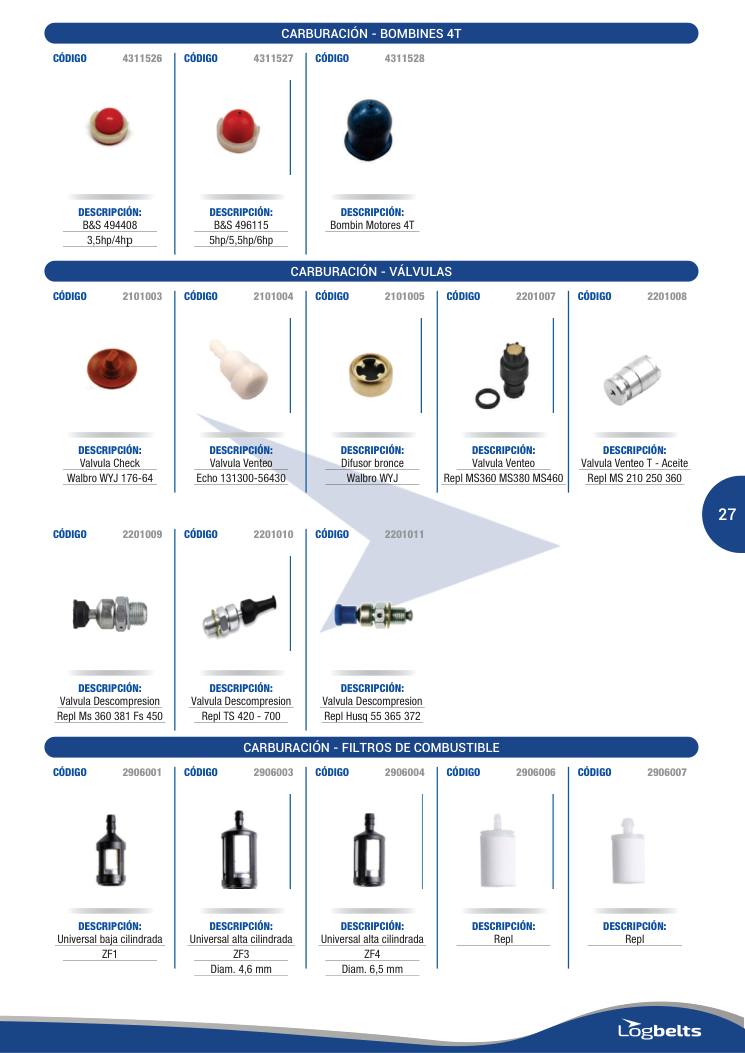 CARBURACIÓN - BOMBINES 4T
CÓDIGO 4311526
DESCRIPCIÓN:
B&S 494408
3,5hp/4hp
CÓDIGO 4311527
DESCRIPCIÓN:
B&S 496115
5hp/5,5hp/6hp
CÓDIGO 4311528
DESCRIPCIÓN:
Bombin Motores 4T
CARBURACIÓN - VÁLVULAS
CÓDIGO 2101003
DESCRIPCIÓN:
Valvula Check
Walbro WYJ 176-64
CÓDIGO 2101004
DESCRIPCIÓN:
Valvula Venteo
Echo 131300-56430
CÓDIGO 2101005
DESCRIPCIÓN:
Difusor bronce
Walbro WYJ
CÓDIGO 2201007
DESCRIPCIÓN:
Valvula Venteo
Repl MS360 MS380 MS460
CÓDIGO 2201008
DESCRIPCIÓN:
Valvula Venteo T - Aceite
Repl MS 210 250 360
27
CÓDIGO 2201009
DESCRIPCIÓN:
Valvula Descompresion
Repl Ms 360 381 Fs 450
CÓDIGO 2201010
DESCRIPCIÓN:
Valvula Descompresion
Repl TS 420 - 700
CÓDIGO 2201011
DESCRIPCIÓN:
Valvula Descompresion
Repl Husq 55 365 372
CARBURACIÓN - FILTROS DE COMBUSTIBLE
CÓDIGO 2906001
DESCRIPCIÓN:
Universal baja cilindrada
ZF1
CÓDIGO 2906003
DESCRIPCIÓN:
Universal alta cilindrada
ZF3
Diam. 4,6 mm
CÓDIGO 2906004
DESCRIPCIÓN:
Universal alta cilindrada
ZF4
Diam. 6,5 mm
CÓDIGO 2906006
DESCRIPCIÓN:
Repl
CÓDIGO 2906007
DESCRIPCIÓN:
Repl
Logbelts